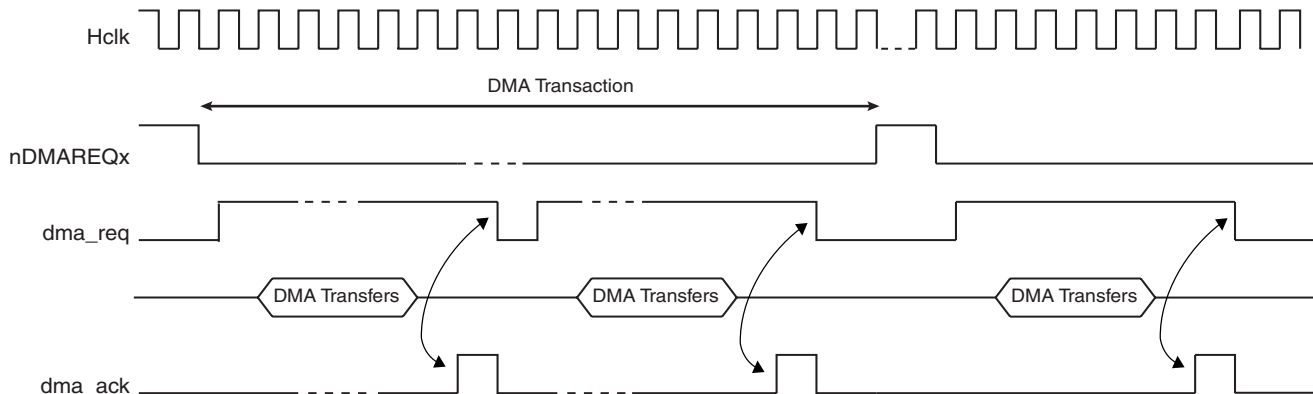 Hclk
DMA Transaction
nDMAREQx
dma_req
DMA Transfers
DMA Transfers
DMA Transfers
dma_ack